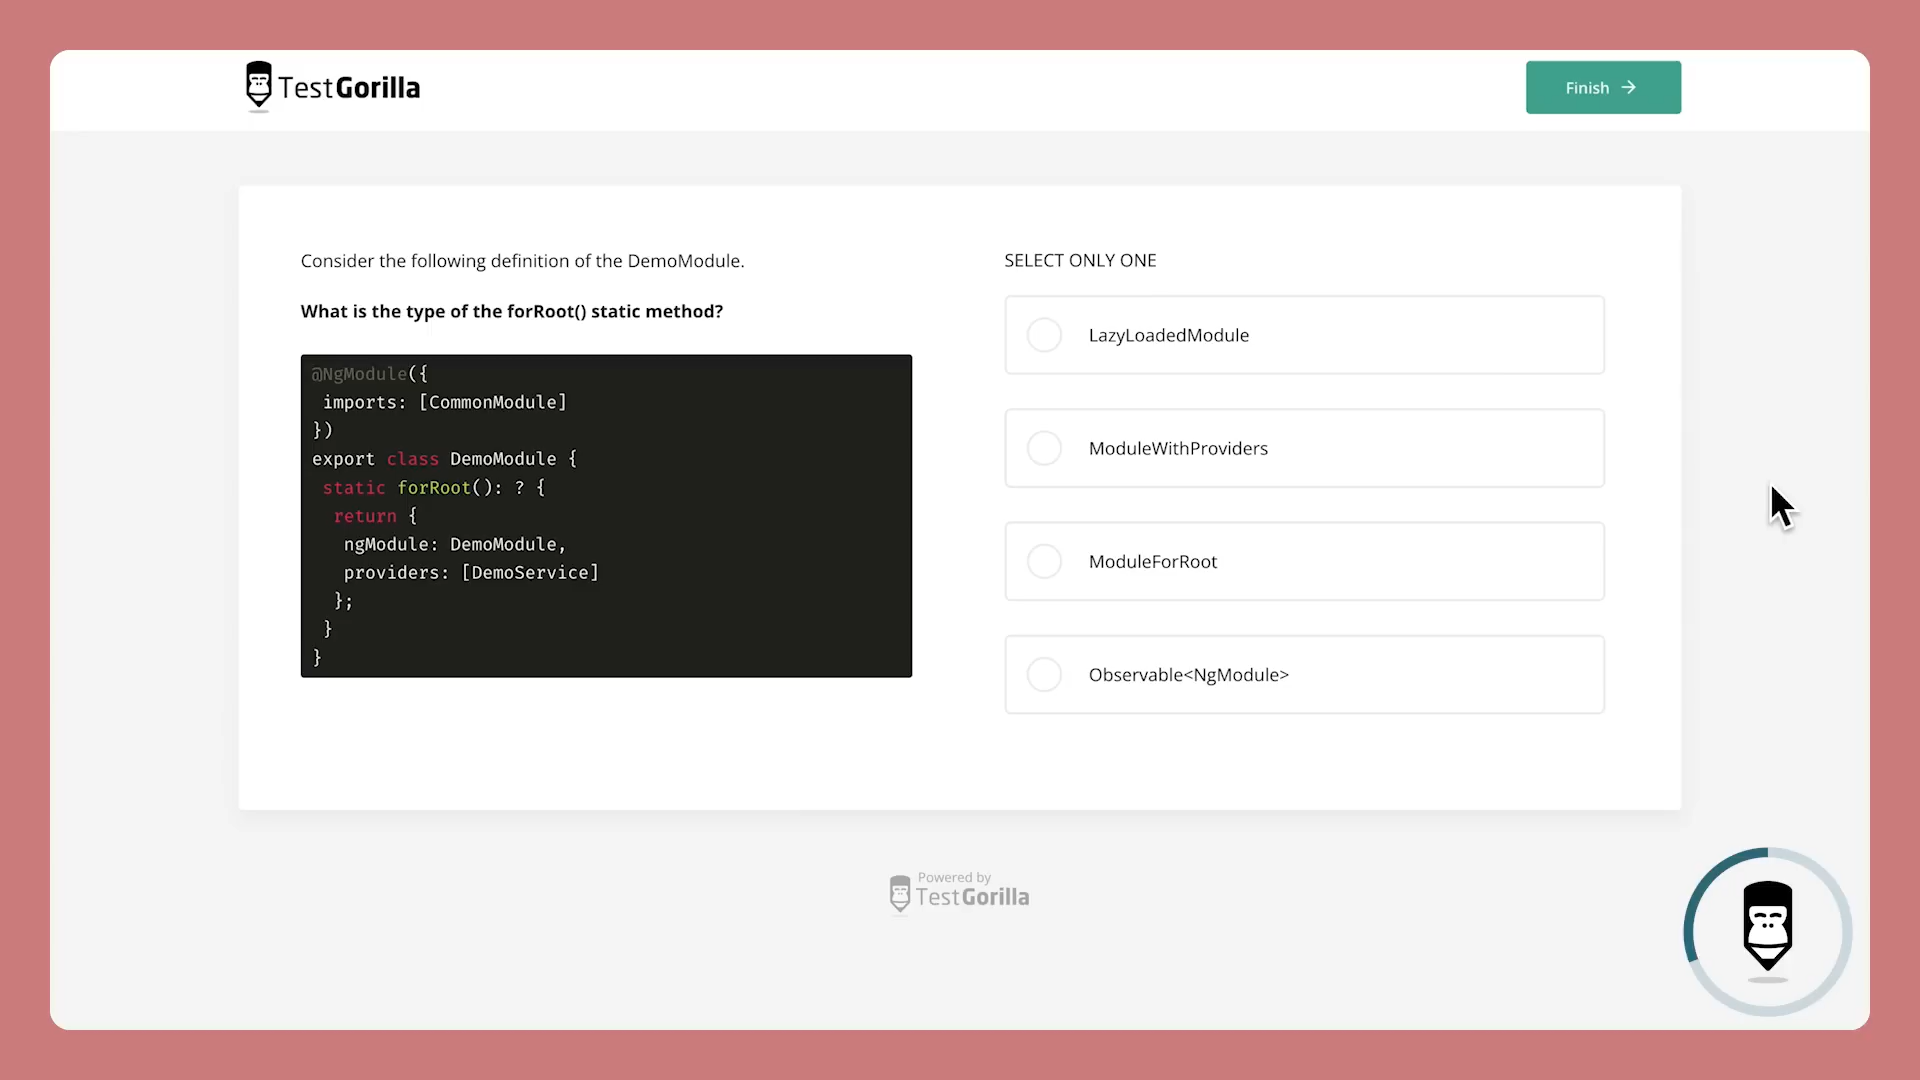 TestGorilla
Finish
Consider the following definition of the DemoModule.
What is the type of the forRoot() static method?
@NgModule({
 imports: [CommonModule]
})
export class DemoModule {
 static forRoot(): ? {
  return {
   ngModule: DemoModule,
   providers: [DemoService]
  };
 }
}
SELECT ONLY ONE
LazyLoadedModule
ModuleWithProviders
ModuleForRoot
Observable<NgModule>
Powered by
TestGorilla